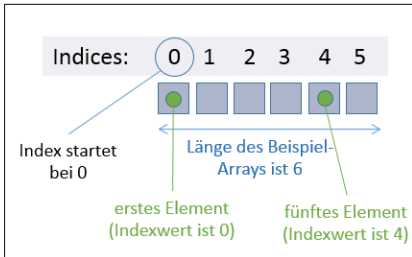 Indices: 0 1 2 3 4 5
Index startet
bei 0
Länge des Beispiel-
Arrays ist 6
erstes Element
(Indexwert ist 0)
fünftes Element
(Indexwert ist 4)